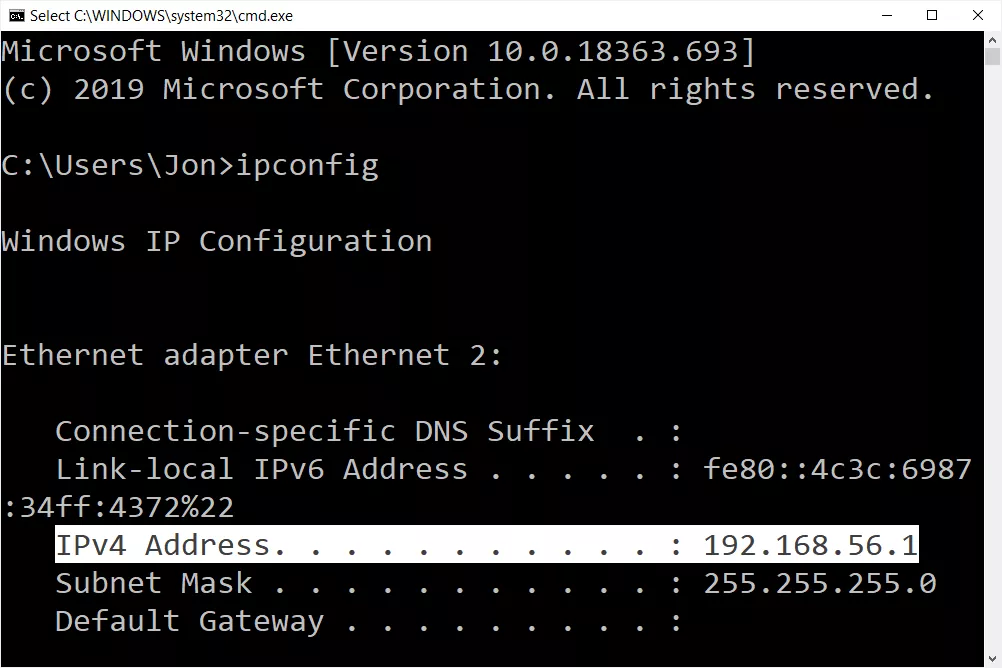 Select C:\WINDOWS\system32\cmd.exe
Microsoft Windows [Version 10.0.18363.693]
(c) 2019 Microsoft Corporation. All rights reserved.
C:\Users\Jon>ipconfig
Windows IP Configuration
Ethernet adapter Ethernet 2:
Connection-specific DNS Suffix  . :
Link-local IPv6 Address . . . . . : fe80::4c3c:6987
:34ff:4372%22
IPv4 Address. . . . . . . . . . . : 192.168.56.1
Subnet Mask . . . . . . . . . . . : 255.255.255.0
Default Gateway . . . . . . . . . :